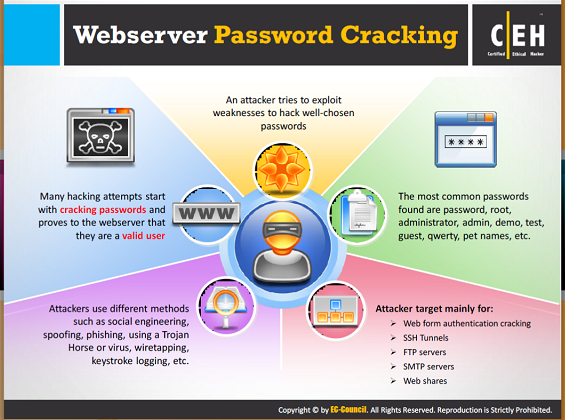 Webserver Password Cracking
C|EH
Certified Ethical Hacker
An attacker tries to exploit
weaknesses to hack well-chosen
passwords
Many hacking attempts start
with cracking passwords and
proves to the webserver that
they are a valid user
WWW
* * * *
The most common passwords
found are password, root,
administrator, admin, demo, test,
guest, qwerty, pet names, etc.
Attackers use different methods
such as social engineering,
spoofing, phishing, using a Trojan
Horse or virus, wiretapping,
keystroke logging, etc.
Attacker target mainly for:
➤ Web form authentication cracking
➤ SSH Tunnels
➤ FTP servers
➤ SMTP servers
➤ Web shares
Copyright © by EC-Council. All Rights Reserved. Reproduction is Strictly Prohibited.